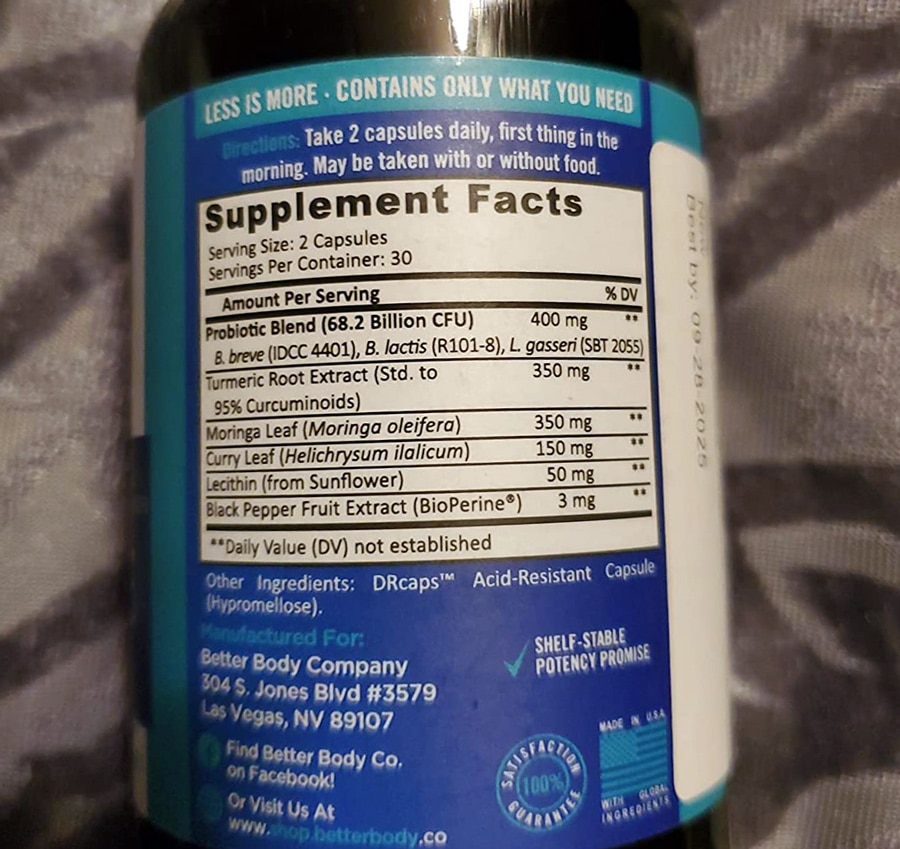 LESS IS MORE · CONTAINS ONLY WHAT YOU NEED
Directions: Take 2 capsules daily, first thing in the
morning. May be taken with or without food.
Supplement Facts
Serving Size: 2 Capsules
Servings Per Container: 30
Amount Per Serving % DV
Probiotic Blend (68.2 Billion CFU) 400 mg **
B. breve (IDCC 4401), B. lactis (R101-8), L. gasseri (SBT 2055)
Turmeric Root Extract (Std. to 350 mg **
95% Curcuminoids)
Moringa Leaf (Moringa oleifera) 350 mg **
Curry Leaf (Helichrysum ilalicum) 150 mg **
Lecithin (from Sunflower) 50 mg **
Black Pepper Fruit Extract (BioPerine®) 3 mg **
**Daily Value (DV) not established
Other Ingredients: DRcaps™ Acid-Resistant Capsule
(Hypromellose).
Manufactured For:
Better Body Company
304 S. Jones Blvd #3579
Las Vegas, NV 89107
SHELF-STABLE
POTENCY PROMISE
Find Better Body Co.
on Facebook!
Or Visit Us At
www.shop.betterbody.co
SATISFACTION
100%
GUARANTEE
MADE IN U.S.A
WITH GLOBAL
INGREDIENTS
Best by: 09-28-2025